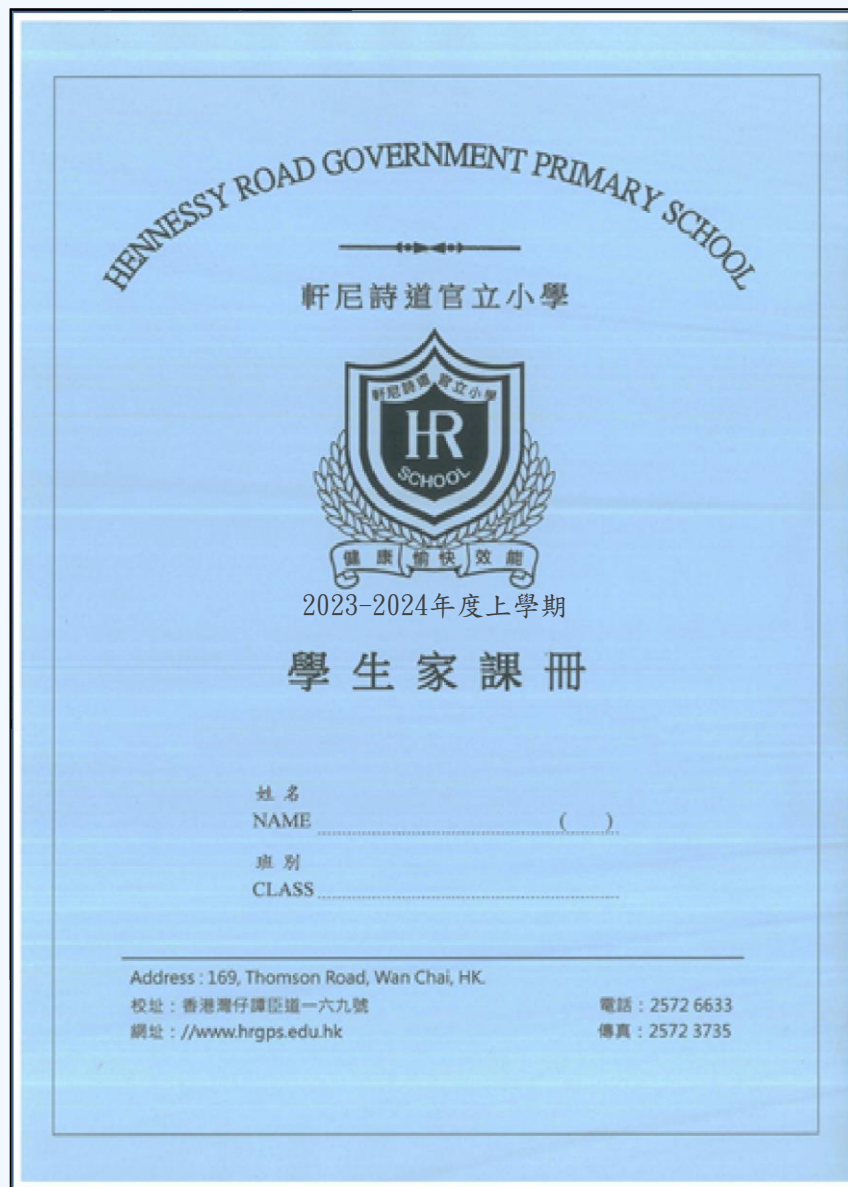 HENNESSY ROAD GOVERNMENT PRIMARY SCHOOL
軒尼詩道官立小學
軒尼詩道 官立小學
HR
SCHOOL
健康 愉快 效能
2023-2024年度上學期
學生家課冊
姓名
NAME ( )
班別
CLASS
Address : 169, Thomson Road, Wan Chai, HK.
校址：香港灣仔譚臣道一六九號 電話：2572 6633
網址：//www.hrgps.edu.hk 傳真：2572 3735